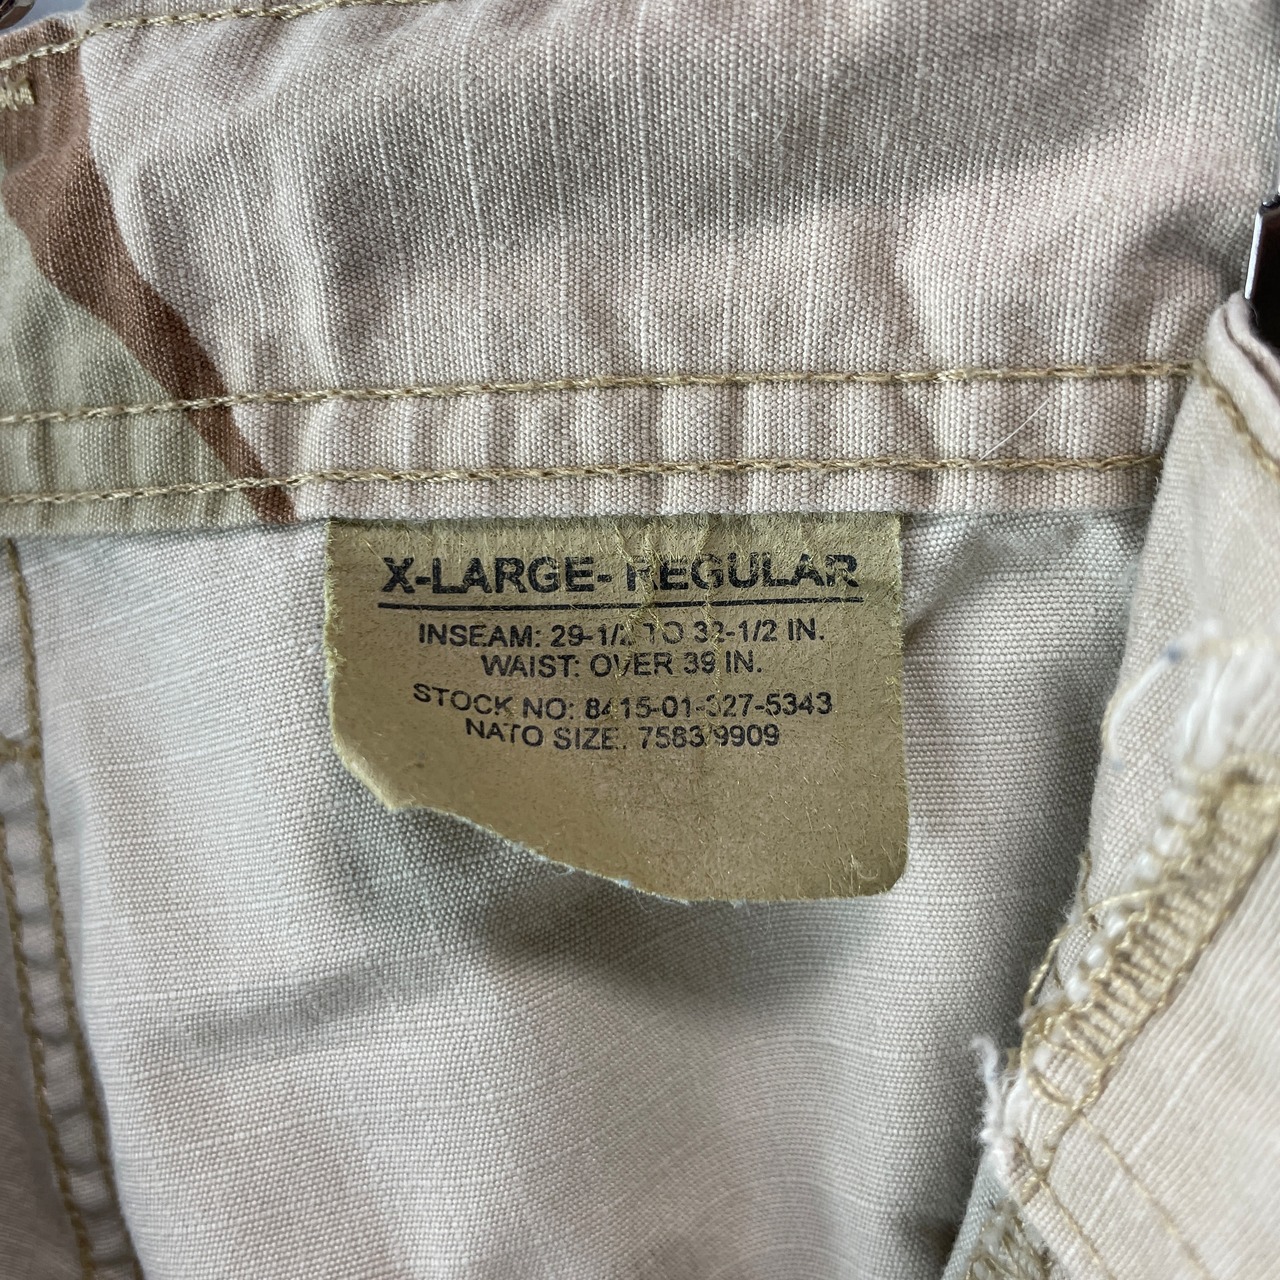 X-LARGE- REGULAR
INSEAM: 29-1/2 TO 32-1/2 IN.
WAIST: OVER 39 IN.
STOCK NO: 8415-01-327-5343
NATO SIZE: 7583/9909